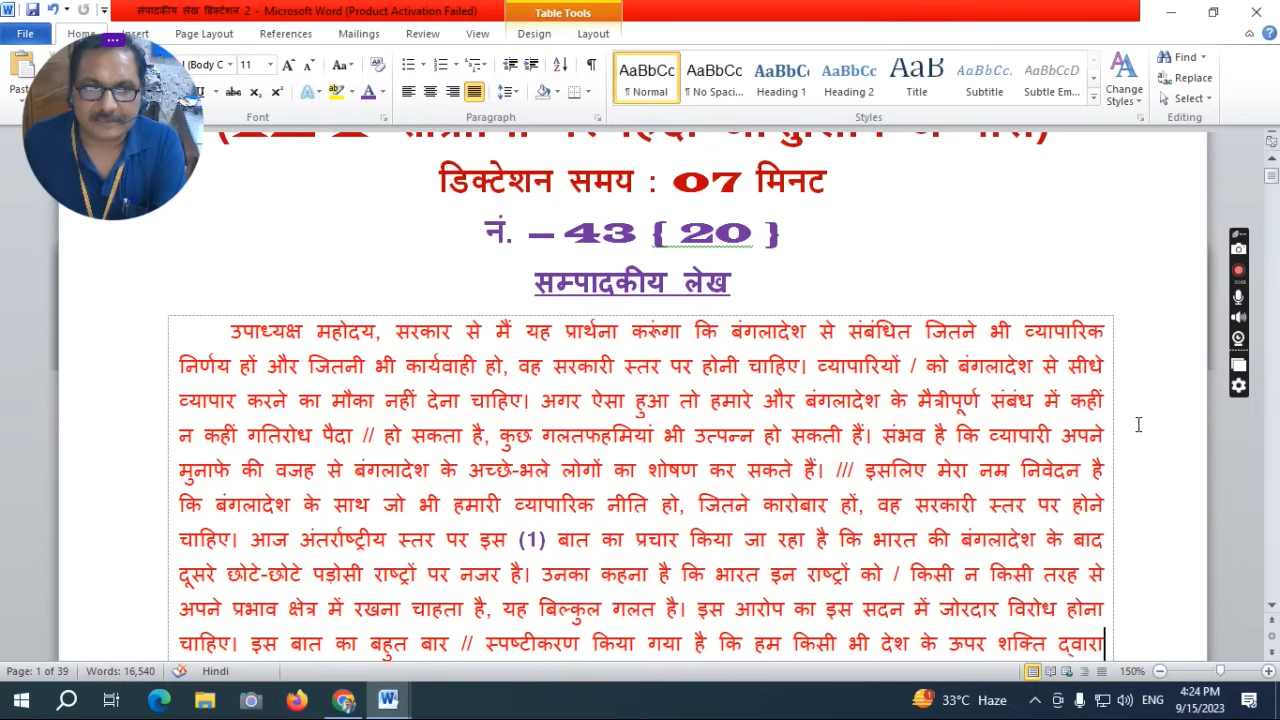 संपादकीय लेख डिक्टेशन 2 - Microsoft Word (Product Activation Failed)
Table Tools
File Home Insert Page Layout References Mailings Review View Design Layout
(Body C 11
Paste
Font Paragraph Styles Editing
AaBbCc AaBbCc AaBbCc AaBbCc AaB AaBbCc AaBbCcD
¶ Normal ¶ No Spaci... Heading 1 Heading 2 Title Subtitle Subtle Em...
Change Styles
Find
Replace
Select
डिक्टेशन समय : 07 मिनट
नं. – 43 { 20 }
सम्पादकीय लेख
उपाध्यक्ष महोदय, सरकार से मैं यह प्रार्थना करूंगा कि बंगलादेश से संबंधित जितने भी व्यापारिक
निर्णय हों और जितनी भी कार्यवाही हो, वह सरकारी स्तर पर होनी चाहिए। व्यापारियों / को बंगलादेश से सीधे
व्यापार करने का मौका नहीं देना चाहिए। अगर ऐसा हुआ तो हमारे और बंगलादेश के मैत्रीपूर्ण संबंध में कहीं
न कहीं गतिरोध पैदा // हो सकता है, कुछ गलतफहमियां भी उत्पन्न हो सकती हैं। संभव है कि व्यापारी अपने
मुनाफे की वजह से बंगलादेश के अच्छे-भले लोगों का शोषण कर सकते हैं। /// इसलिए मेरा नम्र निवेदन है
कि बंगलादेश के साथ जो भी हमारी व्यापारिक नीति हो, जितने कारोबार हों, वह सरकारी स्तर पर होने
चाहिए। आज अंतर्राष्ट्रीय स्तर पर इस (1) बात का प्रचार किया जा रहा है कि भारत की बंगलादेश के बाद
दूसरे छोटे-छोटे पड़ोसी राष्ट्रों पर नजर है। उनका कहना है कि भारत इन राष्ट्रों को / किसी न किसी तरह से
अपने प्रभाव क्षेत्र में रखना चाहता है, यह बिल्कुल गलत है। इस आरोप का इस सदन में जोरदार विरोध होना
चाहिए। इस बात का बहुत बार // स्पष्टीकरण किया गया है कि हम किसी भी देश के ऊपर शक्ति द्वारा
Page: 1 of 39 Words: 16,540 Hindi 150%
33°C Haze ENG 4:24 PM
9/15/2023